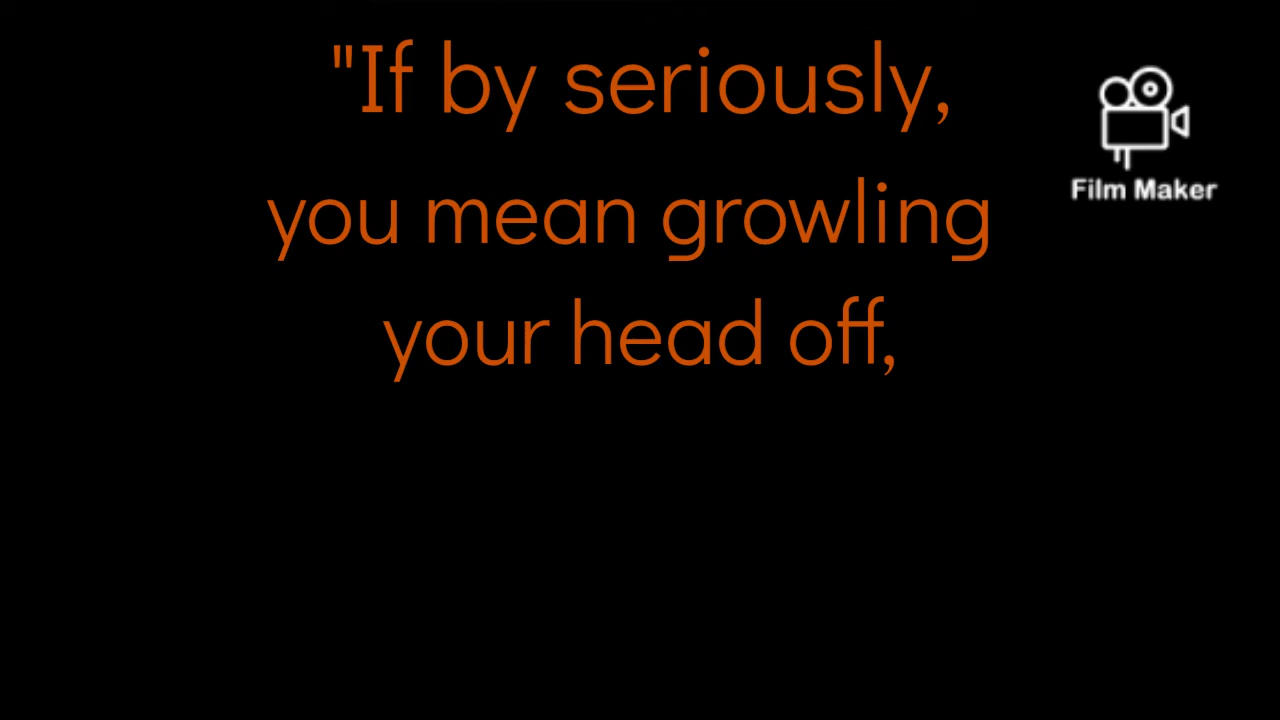 "If by seriously,
you mean growling
your head off,
Film Maker